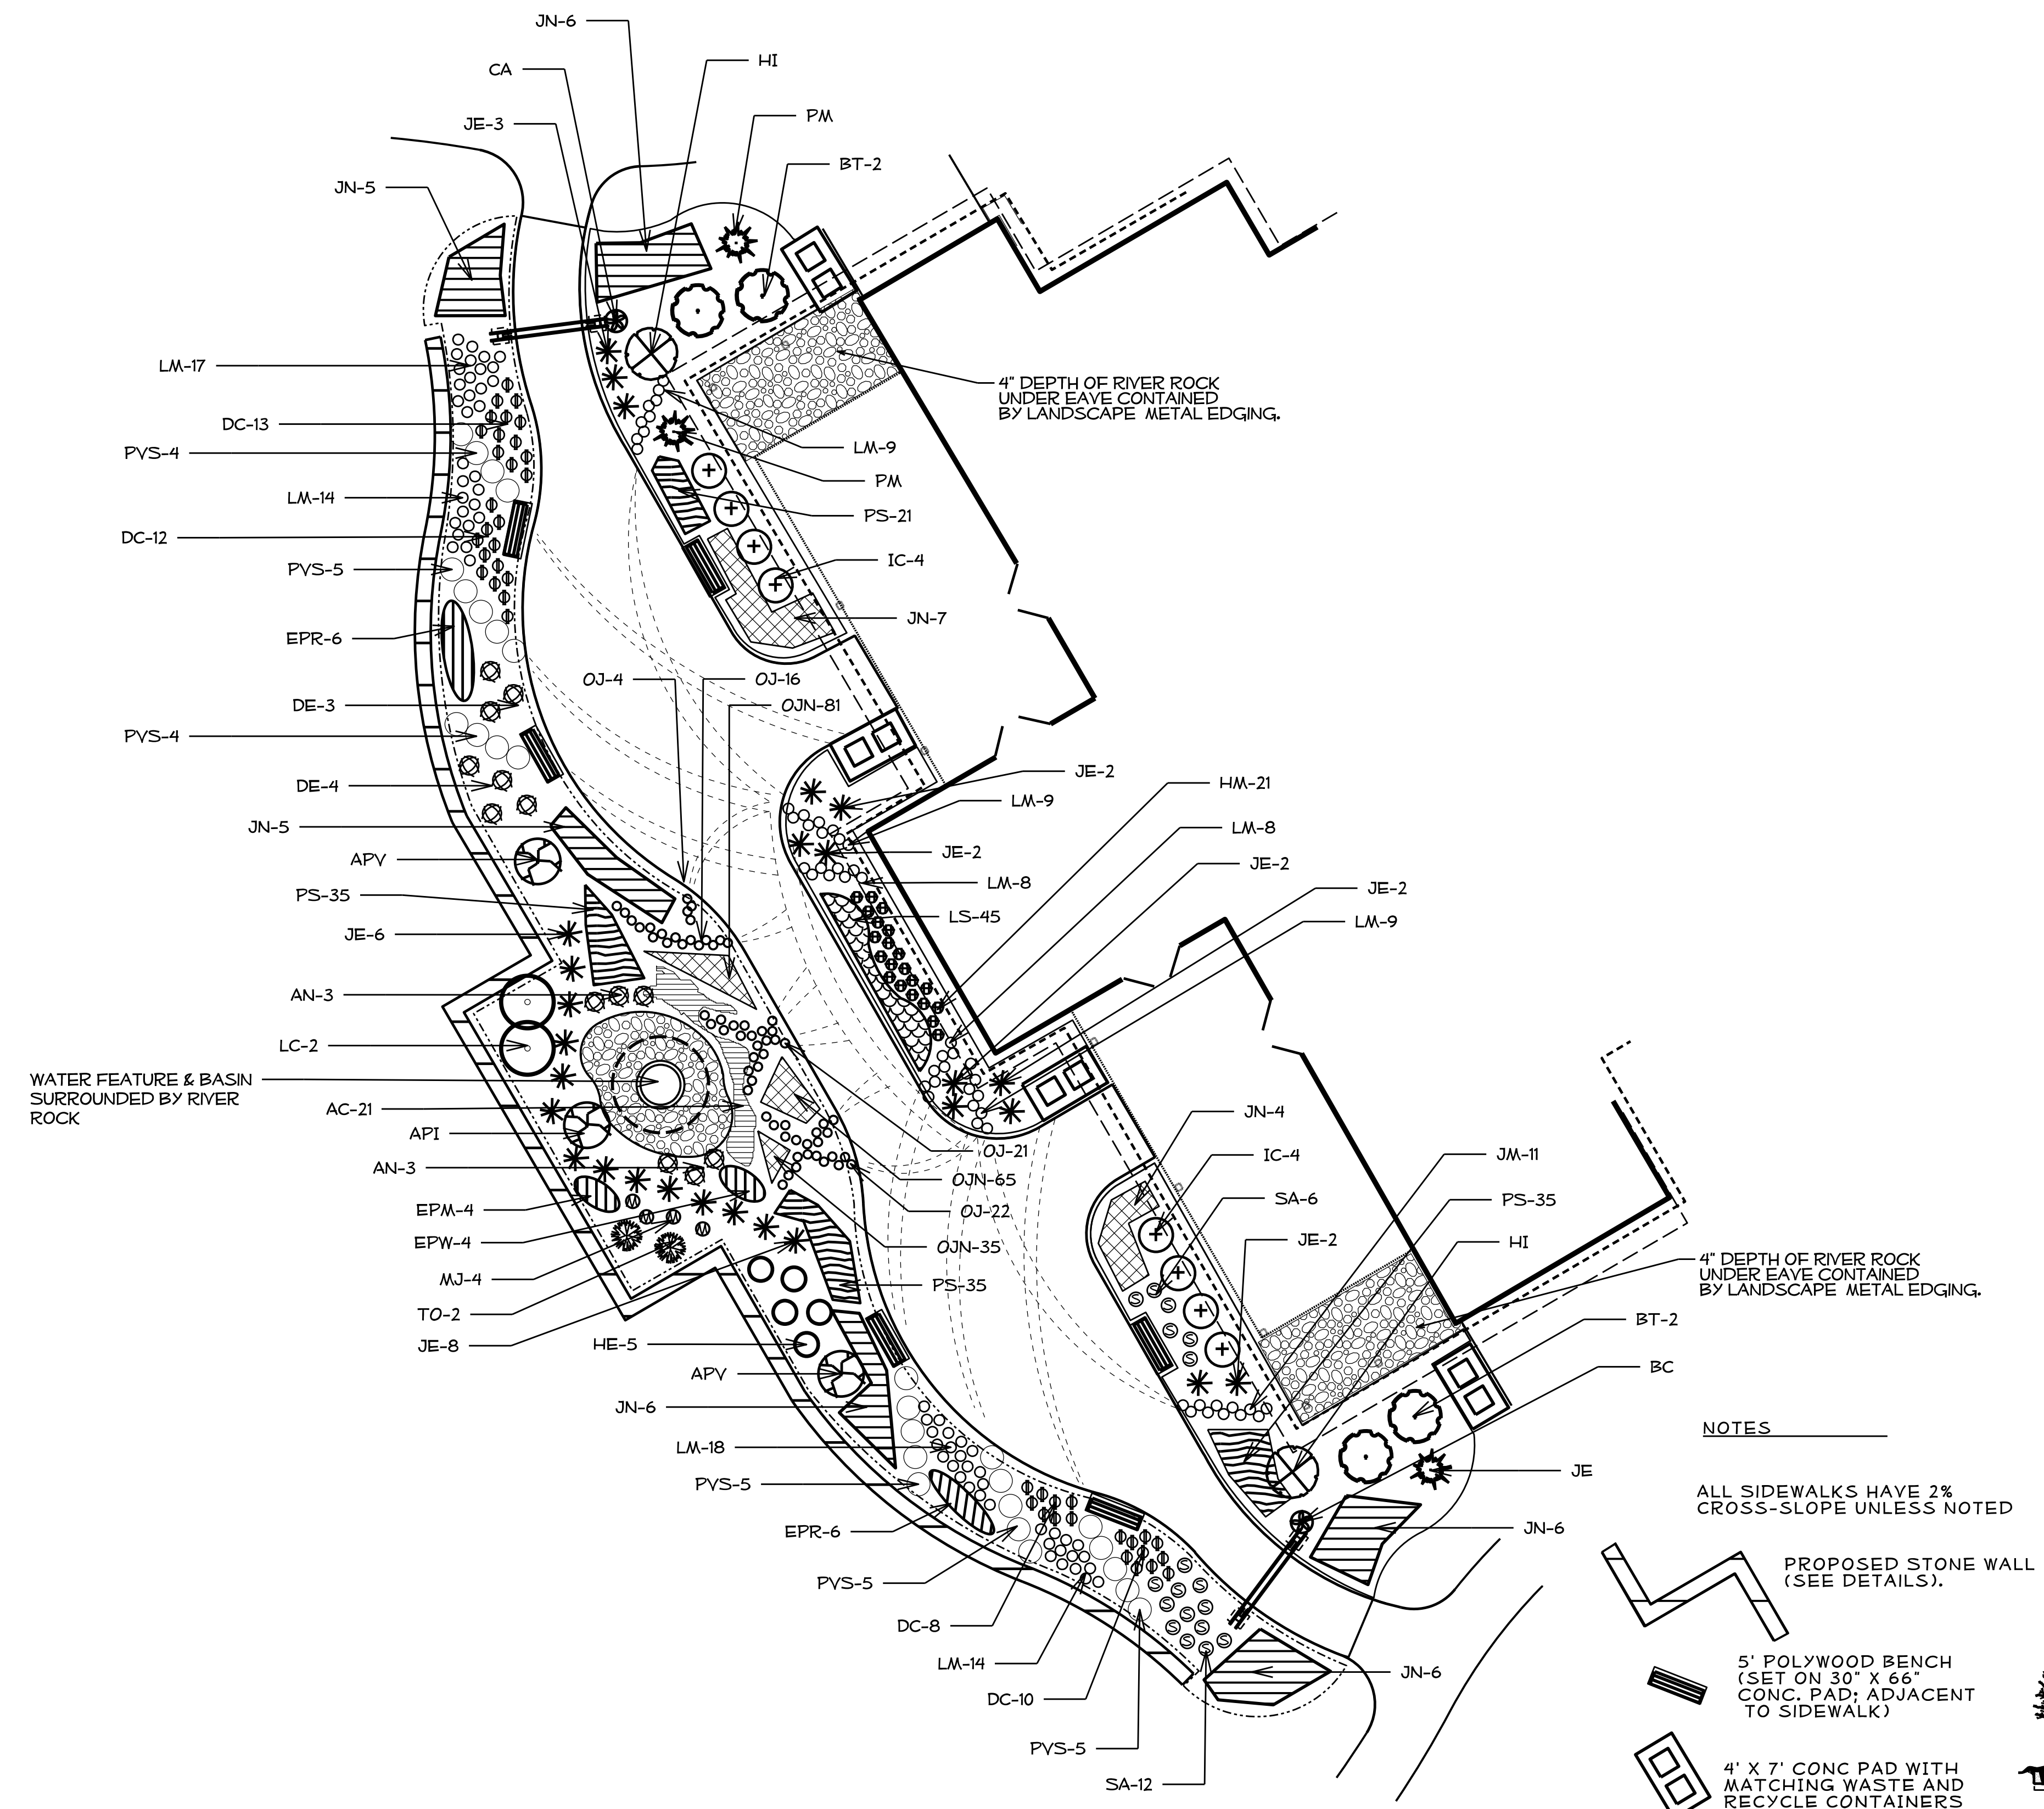 JN-6
CA
HI
JE-3
PM
BT-2
JN-5
LM-17
4" DEPTH OF RIVER ROCK
UNDER EAVE CONTAINED
BY LANDSCAPE METAL EDGING.
DC-13
PVS-4
LM-9
PM
LM-14
PS-21
DC-12
IC-4
PVS-5
JN-7
EPR-6
OJ-4
OJ-16
DE-3
OJN-81
PVS-4
JE-2
HM-21
DE-4
LM-9
JN-5
LM-8
APV
JE-2
JE-2
PS-35
LM-8
JE-2
LS-45
LM-9
JE-6
AN-3
LC-2
WATER FEATURE & BASIN
SURROUNDED BY RIVER
ROCK
AC-21
JN-4
API
OJ-21
IC-4
JM-11
AN-3
OJN-65
SA-6
PS-35
EPM-4
OJ-22
EPW-4
OJN-35
JE-2
HI
MJ-4
PS-35
4" DEPTH OF RIVER ROCK
UNDER EAVE CONTAINED
BY LANDSCAPE METAL EDGING.
TO-2
BT-2
JE-8
HE-5
BC
APV
JN-6
NOTES
LM-18
JE
PVS-5
ALL SIDEWALKS HAVE 2%
CROSS-SLOPE UNLESS NOTED
EPR-6
JN-6
PVS-5
PROPOSED STONE WALL
(SEE DETAILS).
DC-8
LM-14
JN-6
5' POLYWOOD BENCH
(SET ON 30" X 66"
CONC. PAD; ADJACENT
TO SIDEWALK)
DC-10
PVS-5
SA-12
4' X 7' CONC PAD WITH
MATCHING WASTE AND
RECYCLE CONTAINERS